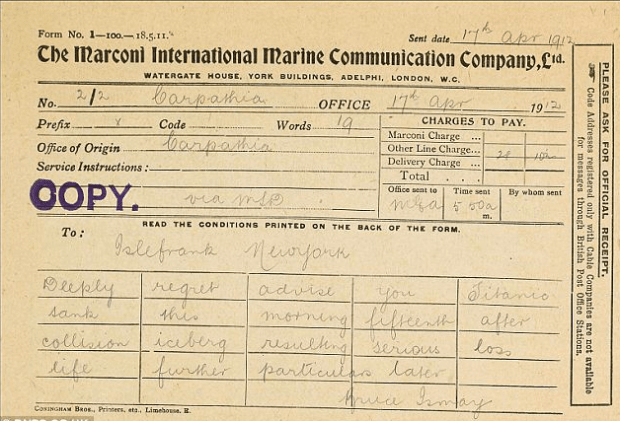 Form No. 1—100.—18.5.11.
Sent date 17th Apr 1912
The Marconi International Marine Communication Company, Ltd.
WATERGATE HOUSE, YORK BUILDINGS, ADELPHI, LONDON, W.C.
No. 2/2 Carpathia OFFICE 17th Apr 1912
Prefix Code Words 19
CHARGES TO PAY.
Marconi Charge ...
Office of Origin Carpathia
Other Line Charge ...
Delivery Charge ...
Service Instructions:
Total
COPY.
via
Office sent to
Time sent
By whom sent
MEA 5 50a
m.
READ THE CONDITIONS PRINTED ON THE BACK OF THE FORM.
To: Islefrank Newyork
Deeply regret advise you Titanic
sank this morning fifteenth after
collision iceberg resulting serious loss
life further particulars later
Bruce Ismay
CONINGHAM BROS., Printers, etc., Limehouse, E.
PLEASE ASK FOR OFFICIAL RECEIPT.
Code Addresses registered only with Cable Companies are not available
for messages through British Post Office Stations.